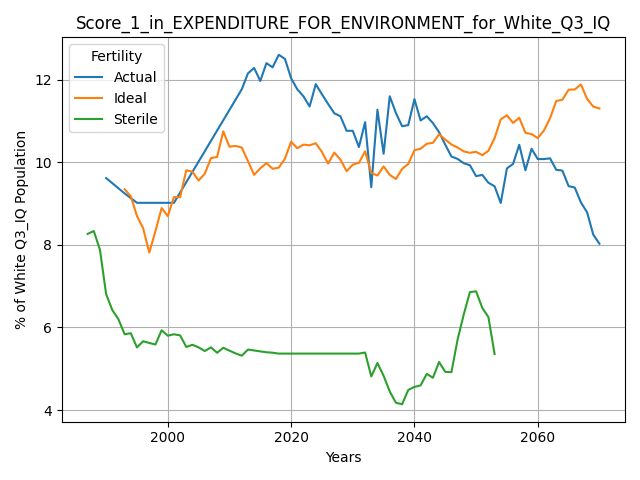 Score_1_in_EXPENDITURE_FOR_ENVIRONMENT_for_White_Q3_IQ
Fertility
Actual
Ideal
Sterile
% of White Q3_IQ Population
12
10
8
6
4
2000
2020
2040
2060
Years